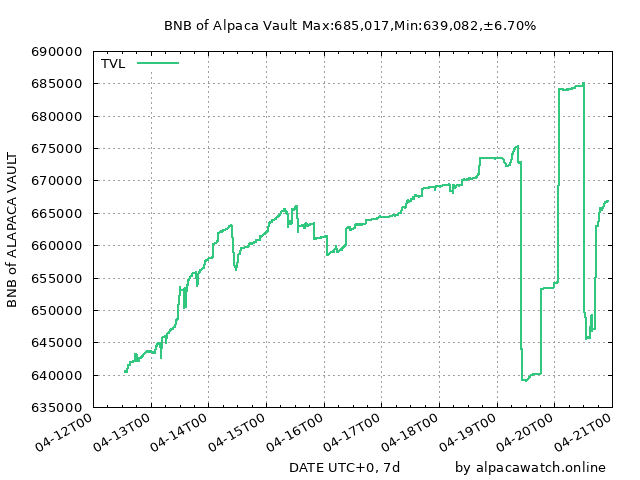 BNB of Alpaca Vault Max:685,017,Min:639,082,±6.70%
690000
TVL
685000
680000
675000
670000
665000
660000
655000
650000
645000
640000
635000
BNB of ALAPACA VAULT
04-12T00
04-13T00
04-14T00
04-15T00
04-16T00
04-17T00
04-18T00
04-19T00
04-20T00
04-21T00
DATE UTC+0, 7d
by alpacawatch.online